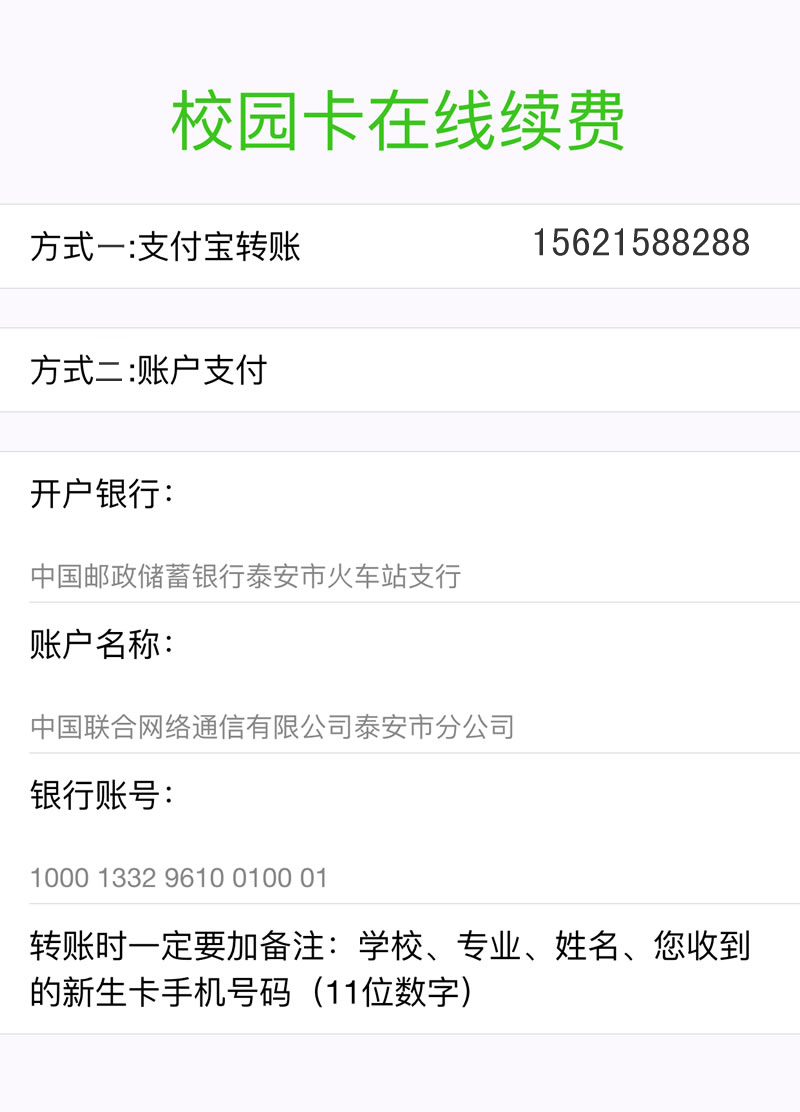 校园卡在线续费
方式一:支付宝转账 15621588288
方式二:账户支付
开户银行：
中国邮政储蓄银行泰安市火车站支行
账户名称：
中国联合网络通信有限公司泰安市分公司
银行账号：
1000 1332 9610 0100 01
转账时一定要加备注：学校、专业、姓名、您收到
的新生卡手机号码（11位数字）